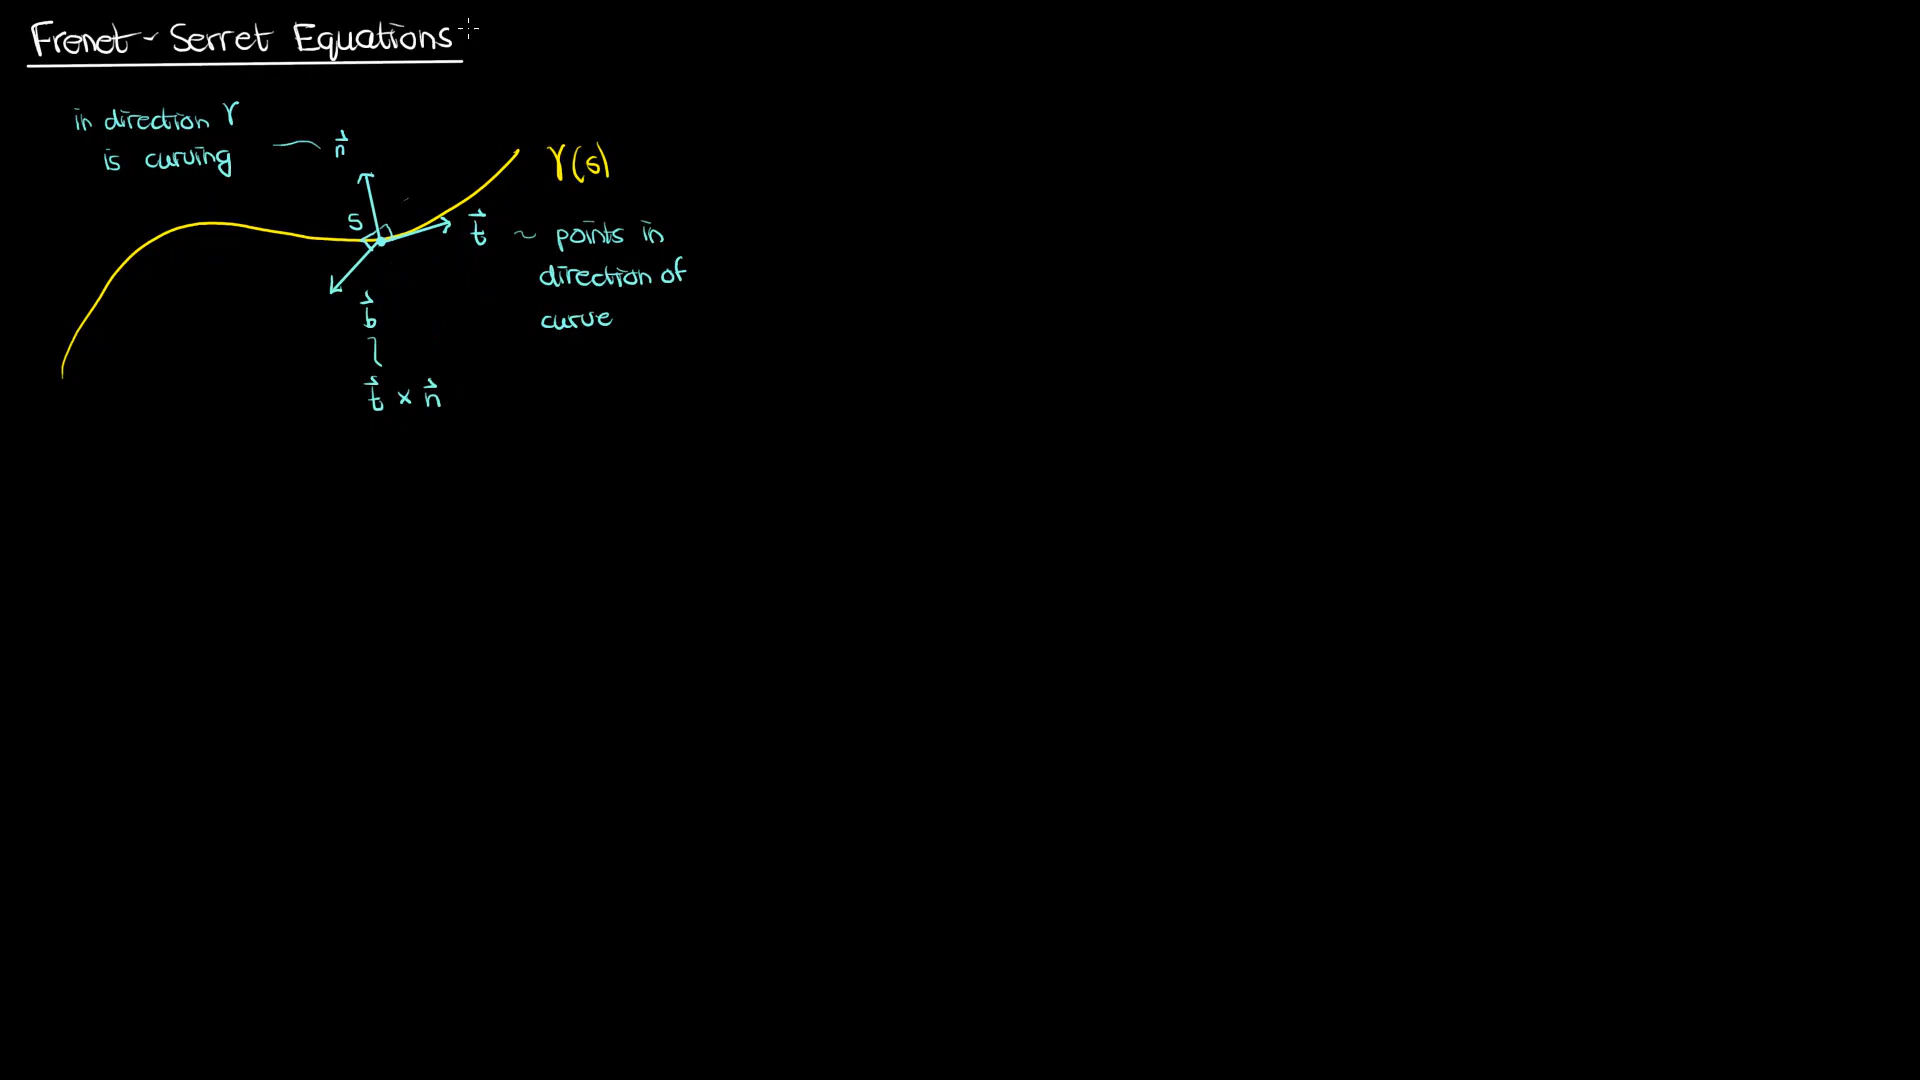 Frenet - Serret Equations
in direction γ
is curving
n⃗
γ(s)
s
t⃗ ~ points in
direction of
curve
b⃗
t⃗ × n⃗